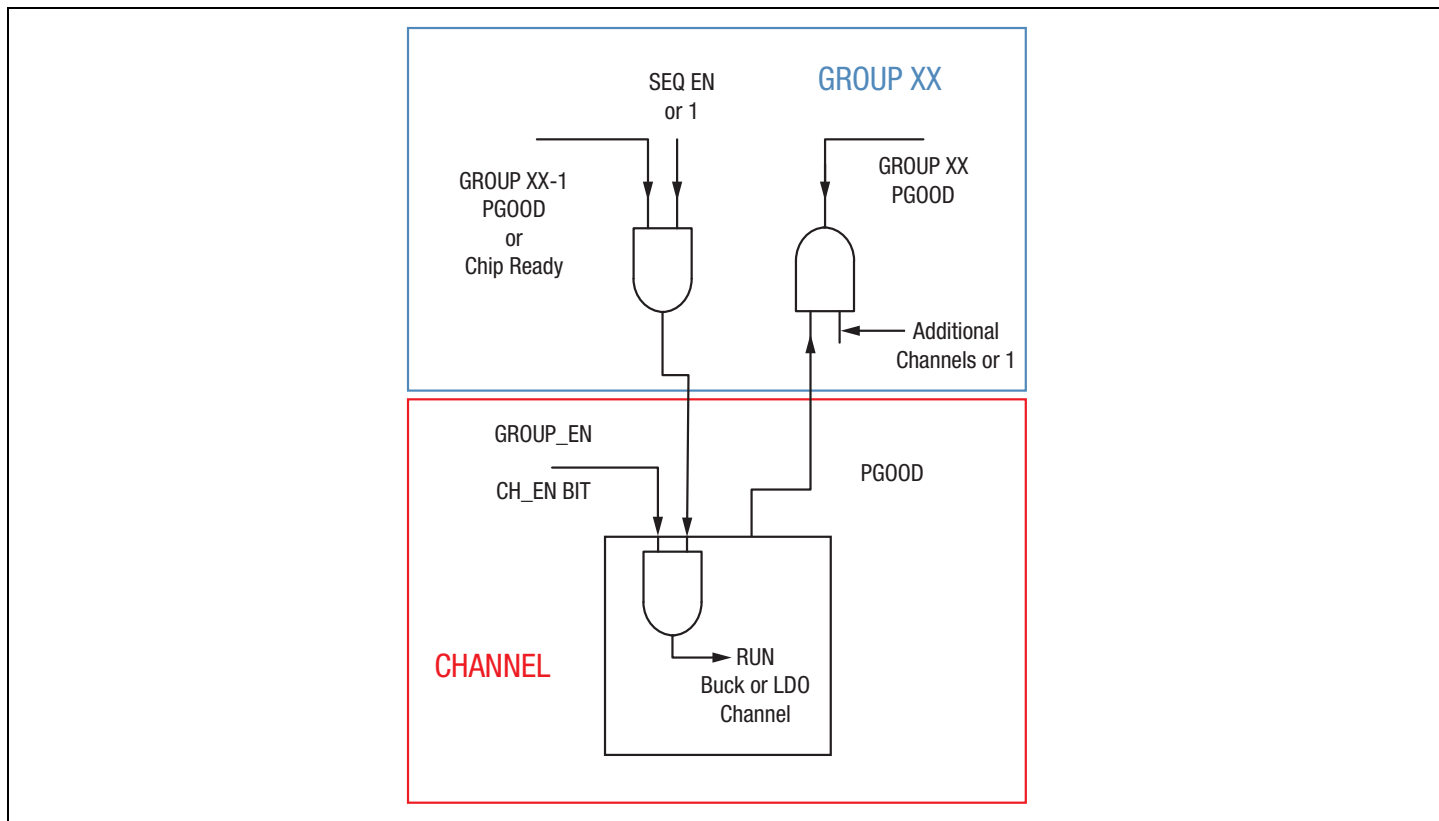 SEQ EN
or 1
GROUP XX
GROUP XX-1
PGOOD
or
Chip Ready
GROUP XX
PGOOD
Additional
Channels or 1
GROUP_EN
CH_EN BIT
PGOOD
CHANNEL
RUN
Buck or LDO
Channel